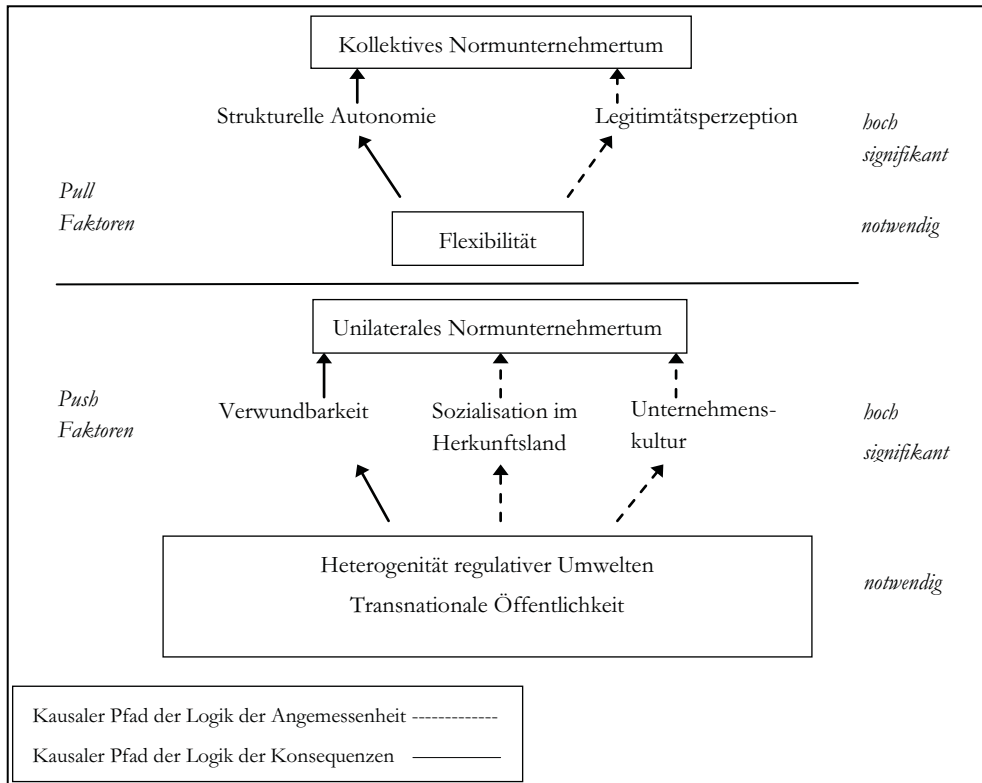 Kollektives Normunternehmertum
Strukturelle Autonomie
Legitimtätsperzeption
hoch
signifikant
Pull
Faktoren
notwendig
Flexibilität
Unilaterales Normunternehmertum
Push
Faktoren
Verwundbarkeit
Sozialisation im
Herkunftsland
Unternehmens-
kultur
hoch
signifikant
Heterogenität regulativer Umwelten
Transnationale Öffentlichkeit
notwendig
Kausaler Pfad der Logik der Angemessenheit -------------
Kausaler Pfad der Logik der Konsequenzen